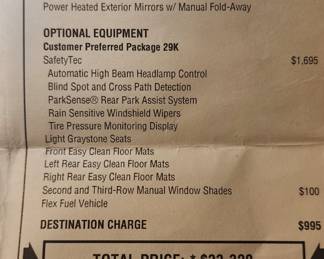 Power Heated Exterior Mirrors w/ Manual Fold-Away
OPTIONAL EQUIPMENT
Customer Preferred Package 29K
SafetyTec $1,695
Automatic High Beam Headlamp Control
Blind Spot and Cross Path Detection
ParkSense® Rear Park Assist System
Rain Sensitive Windshield Wipers
Tire Pressure Monitoring Display
Light Graystone Seats
Front Easy Clean Floor Mats
Left Rear Easy Clean Floor Mats
Right Rear Easy Clean Floor Mats
Second and Third-Row Manual Window Shades $100
Flex Fuel Vehicle
DESTINATION CHARGE $995
TOTAL PRICE: *